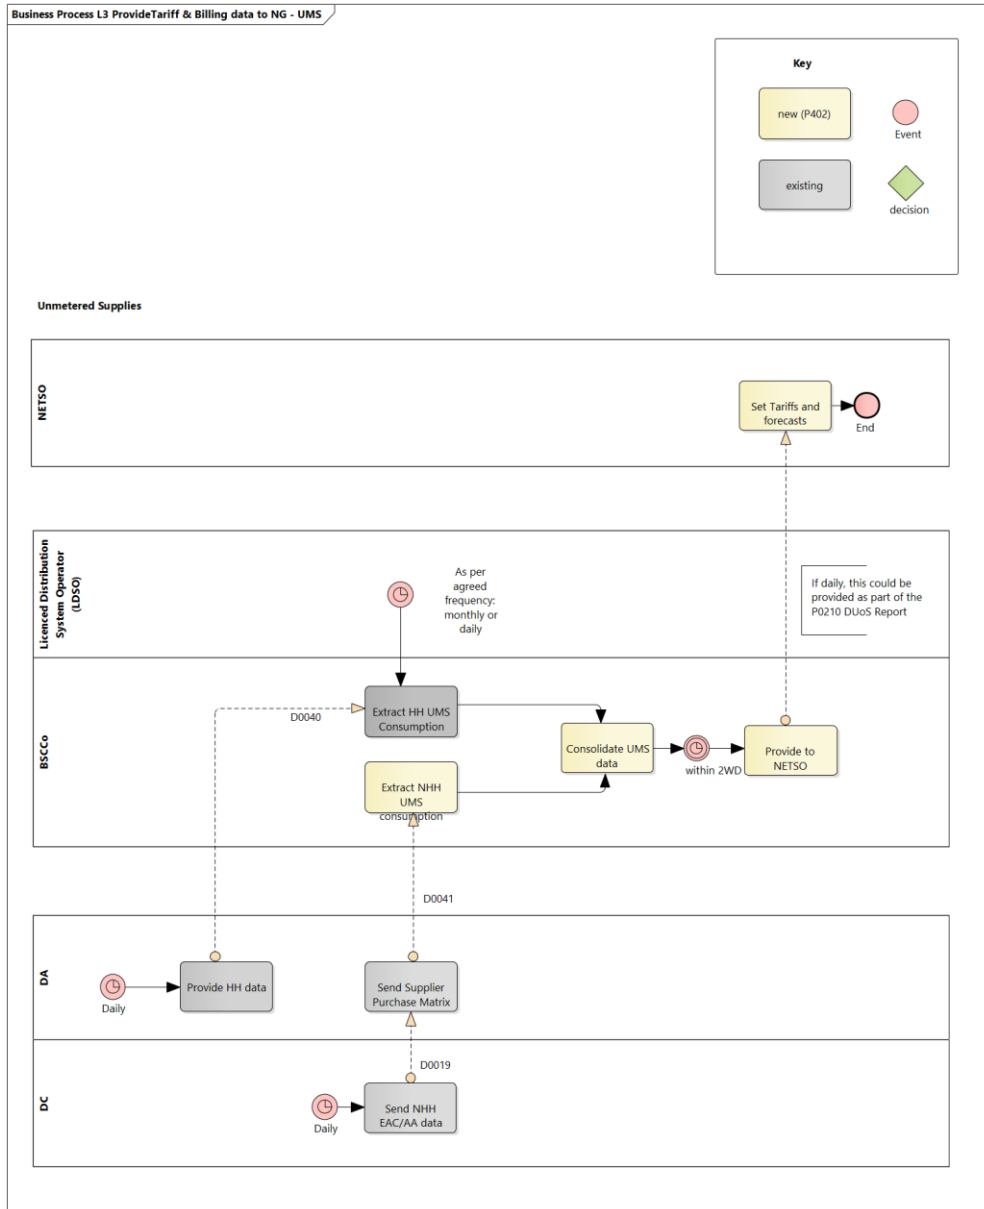 Business Process L3 ProvideTariff & Billing data to NG - UMS
Key
new (P402)
Event
existing
decision
Unmetered Supplies
NETSO
Set Tariffs and
forecasts
End
Licenced Distribution
System Operator
(LDSO)
As per
agreed
frequency:
monthly or
daily
If daily, this could be
provided as part of the
P0210 DUoS Report
BSCCo
D0040
Extract HH UMS
Consumption
Consolidate UMS
data
within 2WD
Provide to
NETSO
Extract NHH
UMS
consumption
D0041
DA
Daily
Provide HH data
Send Supplier
Purchase Matrix
D0019
DC
Daily
Send NHH
EAC/AA data